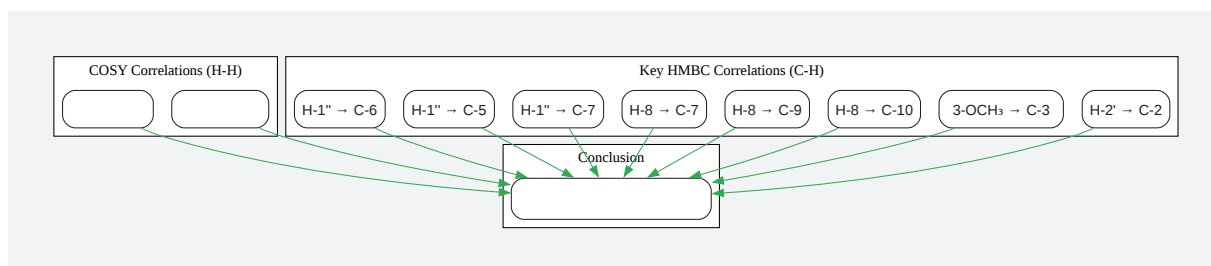 COSY Correlations (H-H)
Key HMBC Correlations (C-H)
H-1" → C-6
H-1" → C-5
H-1" → C-7
H-8 → C-7
H-8 → C-9
H-8 → C-10
3-OCH₃ → C-3
H-2' → C-2
Conclusion